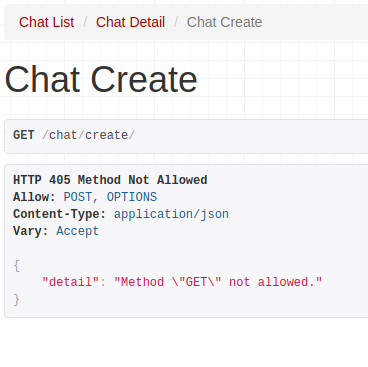 Chat List / Chat Detail / Chat Create
Chat Create
GET /chat/create/
HTTP 405 Method Not Allowed
Allow: POST, OPTIONS
Content-Type: application/json
Vary: Accept
{
    "detail": "Method \"GET\" not allowed."
}